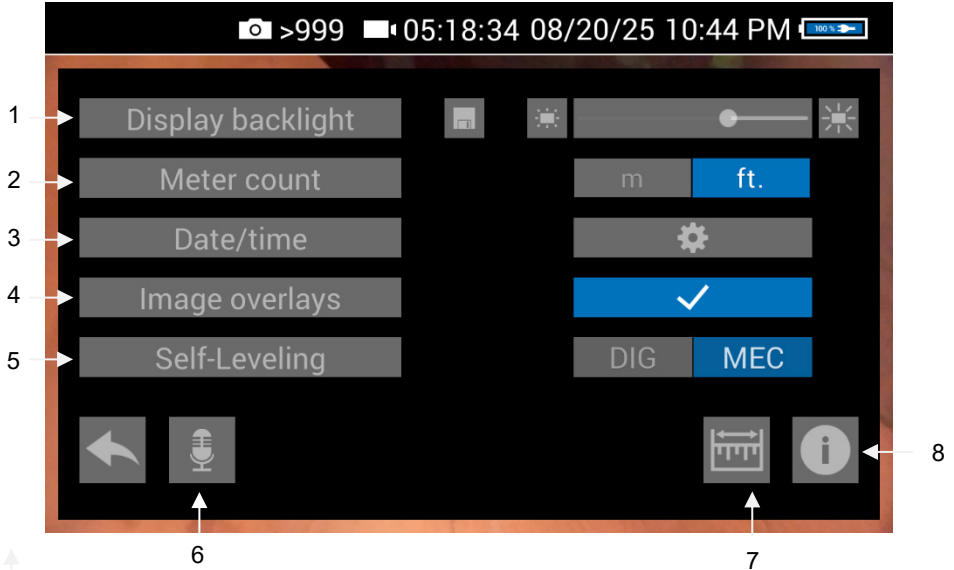 >999 05:18:34 08/20/25 10:44 PM 100 %
1 Display backlight
2 Meter count m ft.
3 Date/time
4 Image overlays
5 Self-Leveling DIG MEC
i 8
6 7